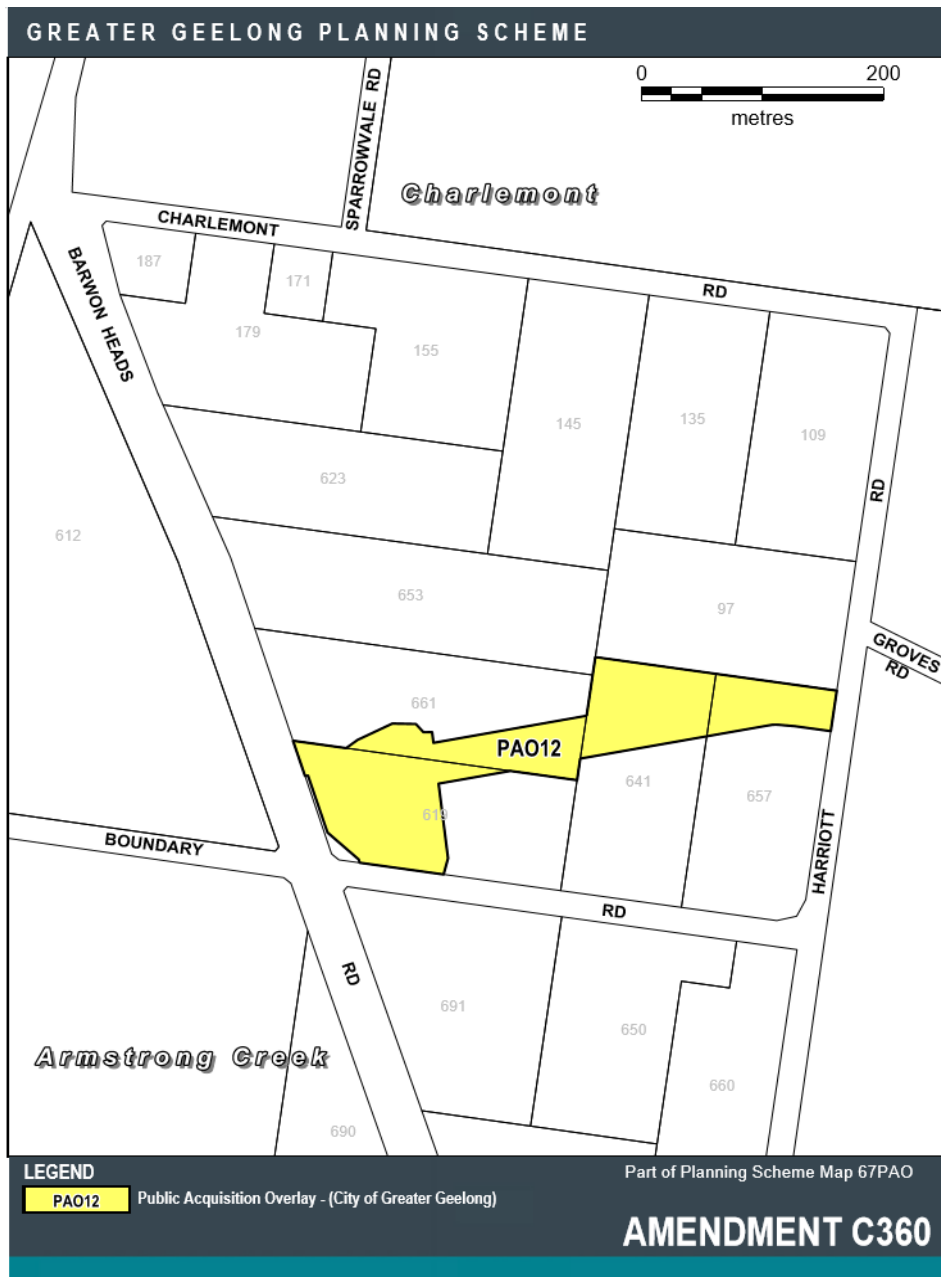 GREATER GEELONG PLANNING SCHEME
0 200
metres
SPARROWVALE RD
Charlemont
CHARLEMONT
RD
BARWON HEADS
187
171
179
155
145
135
109
RD
623
612
653
97
GROVES
RD
661
PAO12
641
657
619
BOUNDARY
HARRIOTT
RD
RD
691
650
Armstrong Creek
660
690
LEGEND
PAO12 Public Acquisition Overlay - (City of Greater Geelong)
Part of Planning Scheme Map 67PAO
AMENDMENT C360